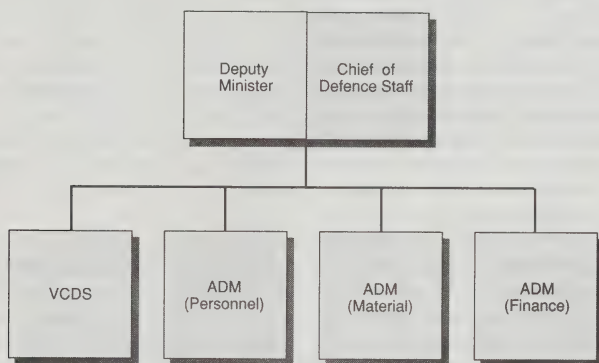 Deputy
Minister
Chief of
Defence Staff
VCDS
ADM
(Personnel)
ADM
(Material)
ADM
(Finance)